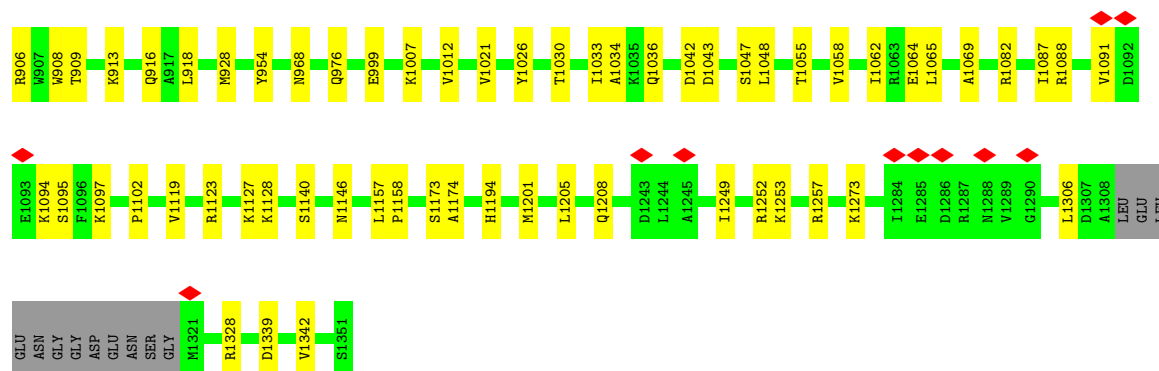 R906 W907 W908 T909 K913 Q916 A917 L918 M928 Y954 N968 Q976 E999 K1007 V1012 V1021 Y1026 T1030 I1033 A1034 K1035 Q1036 D1042 D1043 S1047 L1048 T1055 V1058 I1062 R1063 E1064 L1065 A1069 R1082 I1087 R1088 V1091 D1092
E1093 K1094 S1095 F1096 K1097 P1102 V1119 R1123 K1127 K1128 S1140 N1146 L1157 P1158 S1173 A1174 H1194 M1201 L1205 Q1208 D1243 L1244 A1245 I1249 R1252 K1253 R1257 K1273 I1284 E1285 D1286 R1287 N1288 V1289 G1290 L1306 D1307 A1308 LEU GLU LEU
GLU ASN GLY GLY ASP GLU ASN SER GLY M1321 R1328 D1339 V1342 S1351